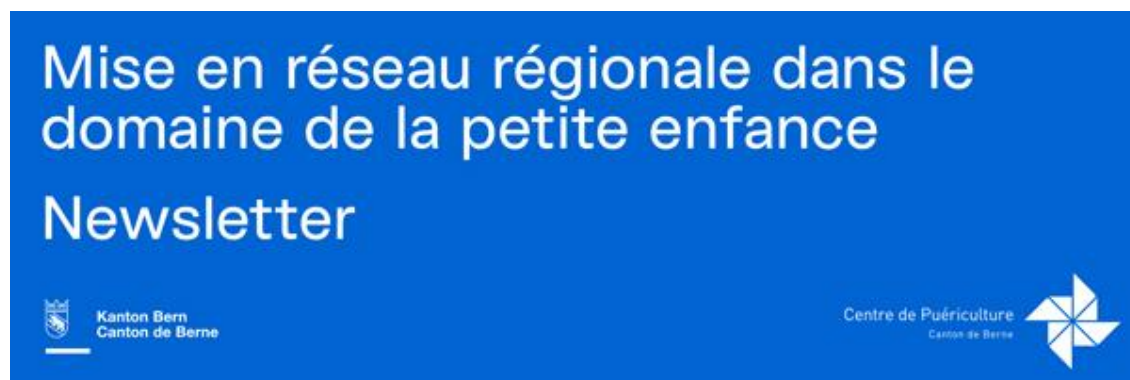 Mise en réseau régionale dans le
domaine de la petite enfance
Newsletter
Kanton Bern
Canton de Berne
Centre de Puériculture
Canton de Berne